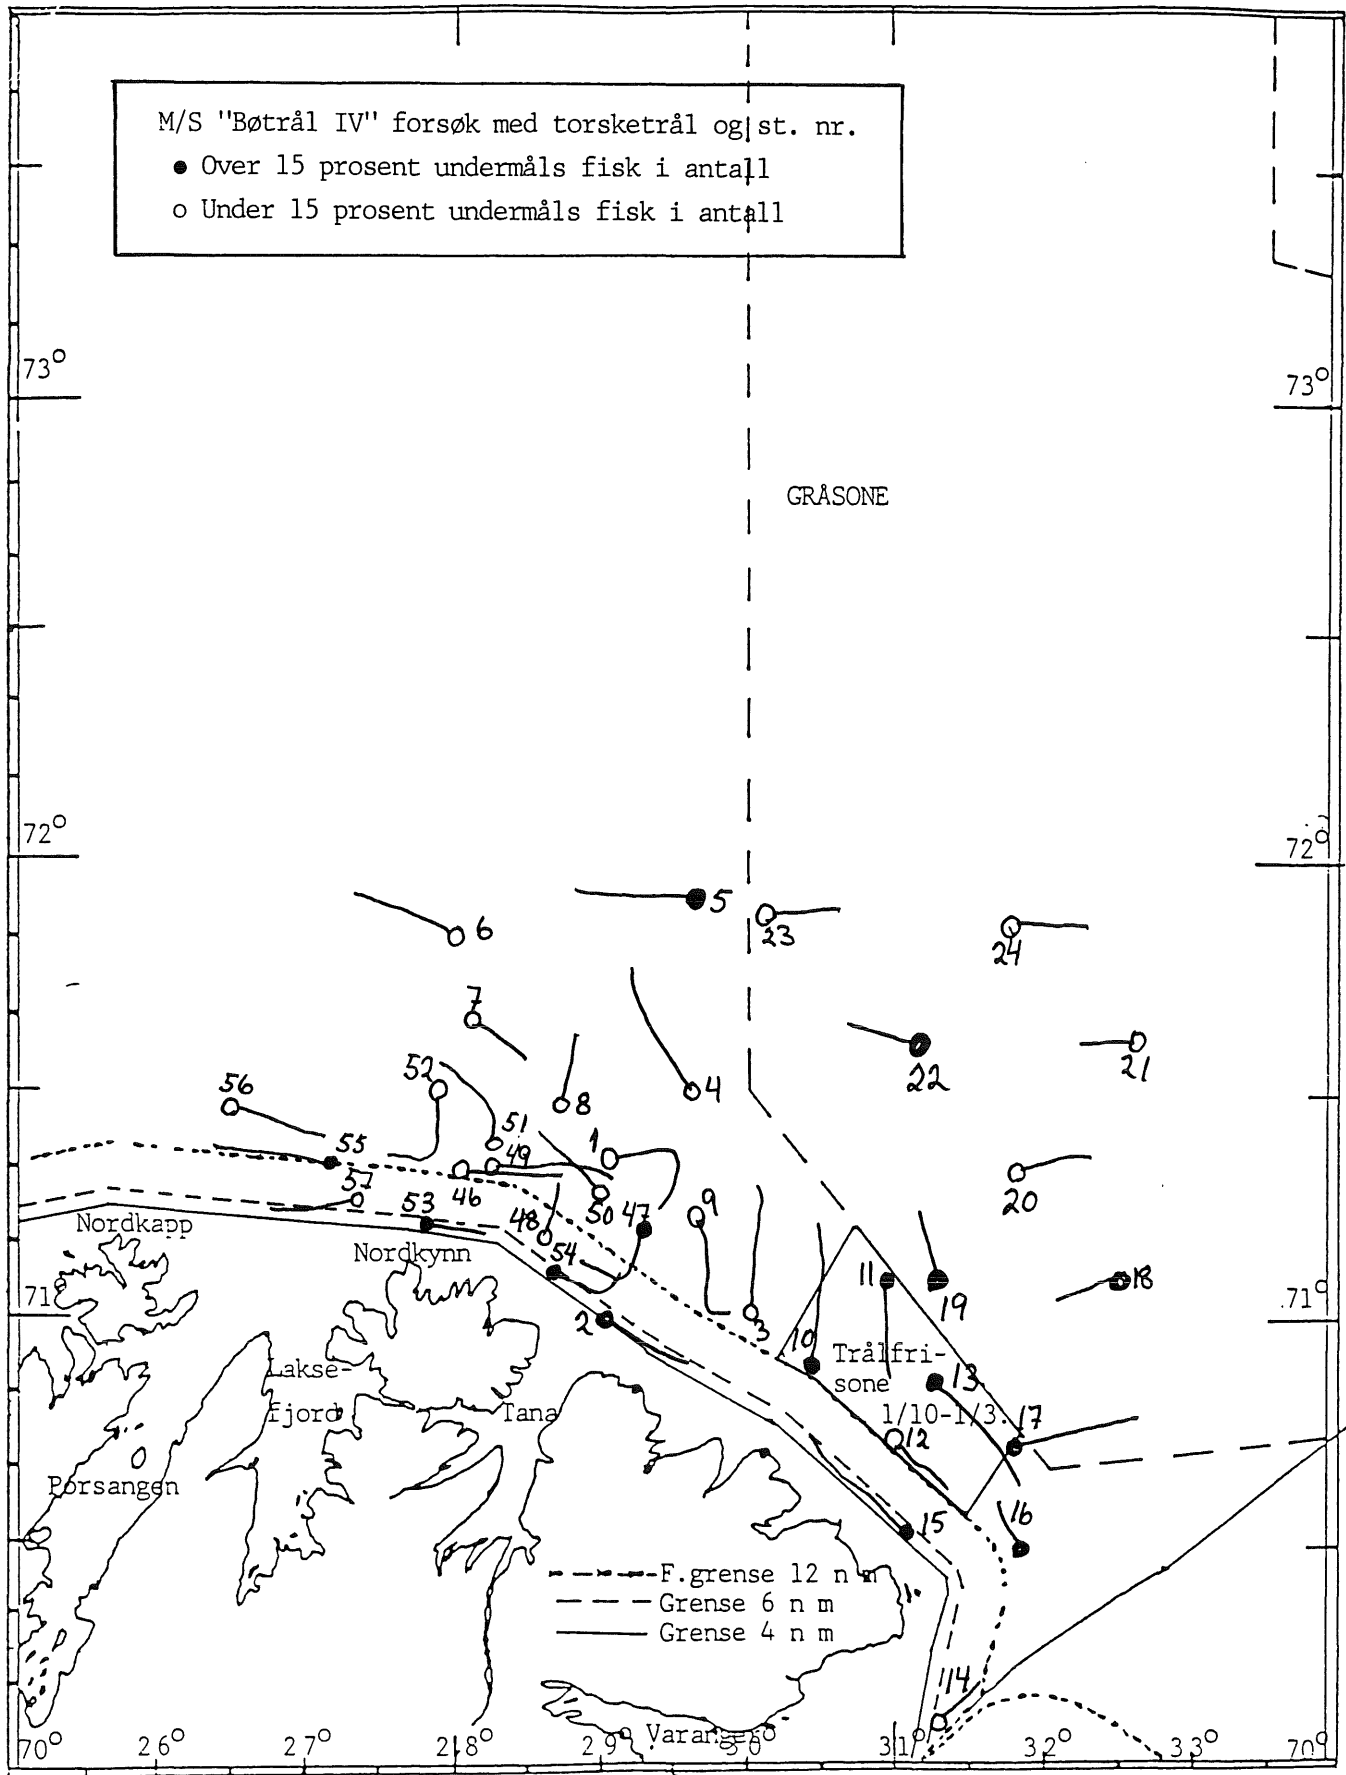 M/S "Bøtrål IV" forsøk med torsketrål og st. nr.
● Over 15 prosent undermåls fisk i antall
○ Under 15 prosent undermåls fisk i antall
73° 73°
GRÅSONE
72° 72°
5
6
23
24
7
22
21
52
4
56
8
51
1
55
49
20
57
46
50
9
53
48
47
Nordkapp
Nordkynn
54
11
18
71° 71°
19
2
3
10
Trålfri-
sone
13
Lakse-
fjord
Tana
1/10-1/3.
17
12
Porsangen
15
16
F.grense 12 n m
Grense 6 n m
Grense 4 n m
14
Varanger
70° 26° 27° 28° 29° 30 31° 32° 33° 70°